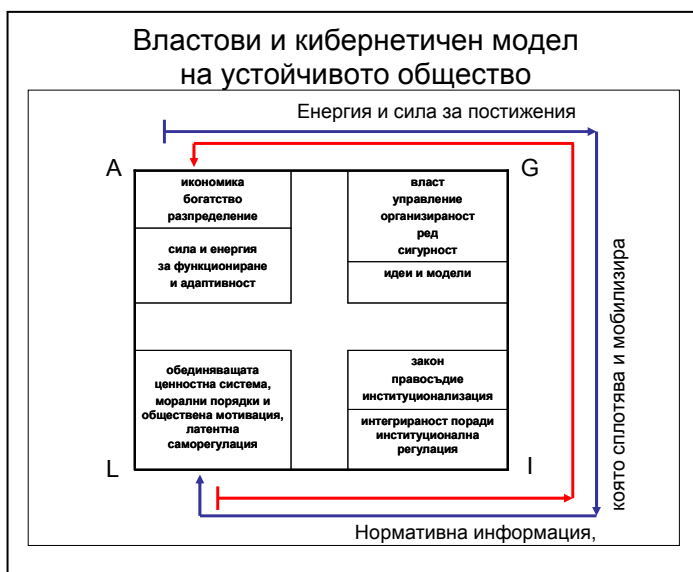 Властови и кибернетичен модел
на устойчивото общество
Енергия и сила за постижения
A
G
икономика
богатство
разпределение
сила и енергия
за функциониране
и адаптивност
власт
управление
организираност
ред
сигурност
идеи и модели
обединяващата
ценностна система,
морални порядки и
обществена мотивация,
латентна
саморегулация
закон
правосъдие
институционализация
интегрираност поради
институционална
регулация
L
I
Нормативна информация,
която сплотява и мобилизира